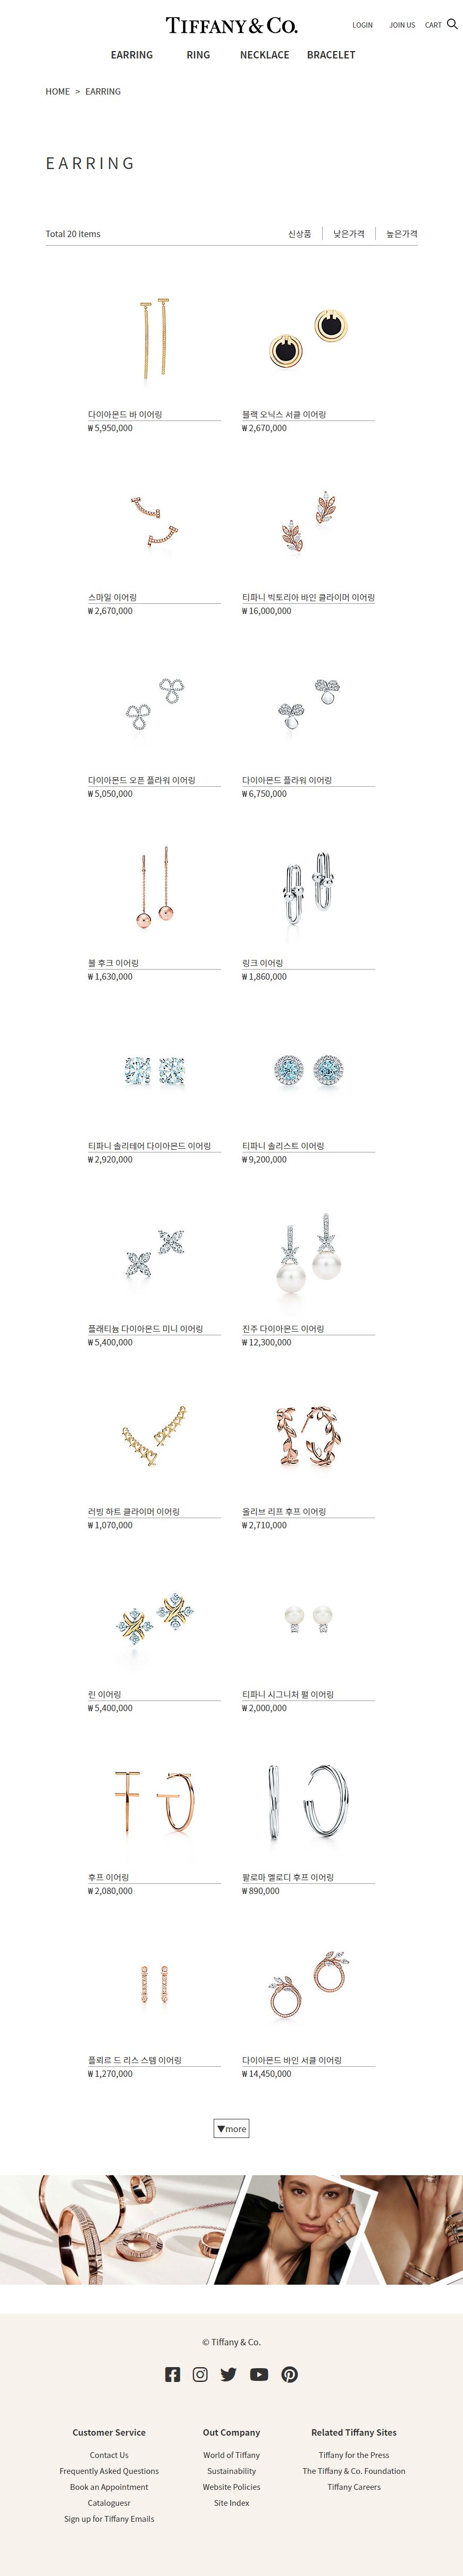 TIFFANY & CO.
LOGIN JOIN US CART
EARRING RING NECKLACE BRACELET
HOME > EARRING
EARRING
Total 20 items 신상품 낮은가격 높은가격
다이아몬드 바 이어링 블랙 오닉스 서클 이어링
₩ 5,950,000 ₩ 2,670,000
스마일 이어링 티파니 빅토리아 바인 클라이머 이어링
₩ 2,670,000 ₩ 16,000,000
다이아몬드 오픈 플라워 이어링 다이아몬드 플라워 이어링
₩ 5,050,000 ₩ 6,750,000
볼 후크 이어링 링크 이어링
₩ 1,630,000 ₩ 1,860,000
티파니 솔리테어 다이아몬드 이어링 티파니 솔리스트 이어링
₩ 2,920,000 ₩ 9,200,000
플래티늄 다이아몬드 미니 이어링 진주 다이아몬드 이어링
₩ 5,400,000 ₩ 12,300,000
러빙 하트 클라이머 이어링 올리브 리프 후프 이어링
₩ 1,070,000 ₩ 2,710,000
린 이어링 티파니 시그니처 펄 이어링
₩ 5,400,000 ₩ 2,000,000
후프 이어링 팔로마 멜로디 후프 이어링
₩ 2,080,000 ₩ 890,000
플뢰르 드 리스 스템 이어링 다이아몬드 바인 서클 이어링
₩ 1,270,000 ₩ 14,450,000
▼more
© Tiffany & Co.
Customer Service Out Company Related Tiffany Sites
Contact Us World of Tiffany Tiffany for the Press
Frequently Asked Questions Sustainability The Tiffany & Co. Foundation
Book an Appointment Website Policies Tiffany Careers
Cataloguesr Site Index
Sign up for Tiffany Emails